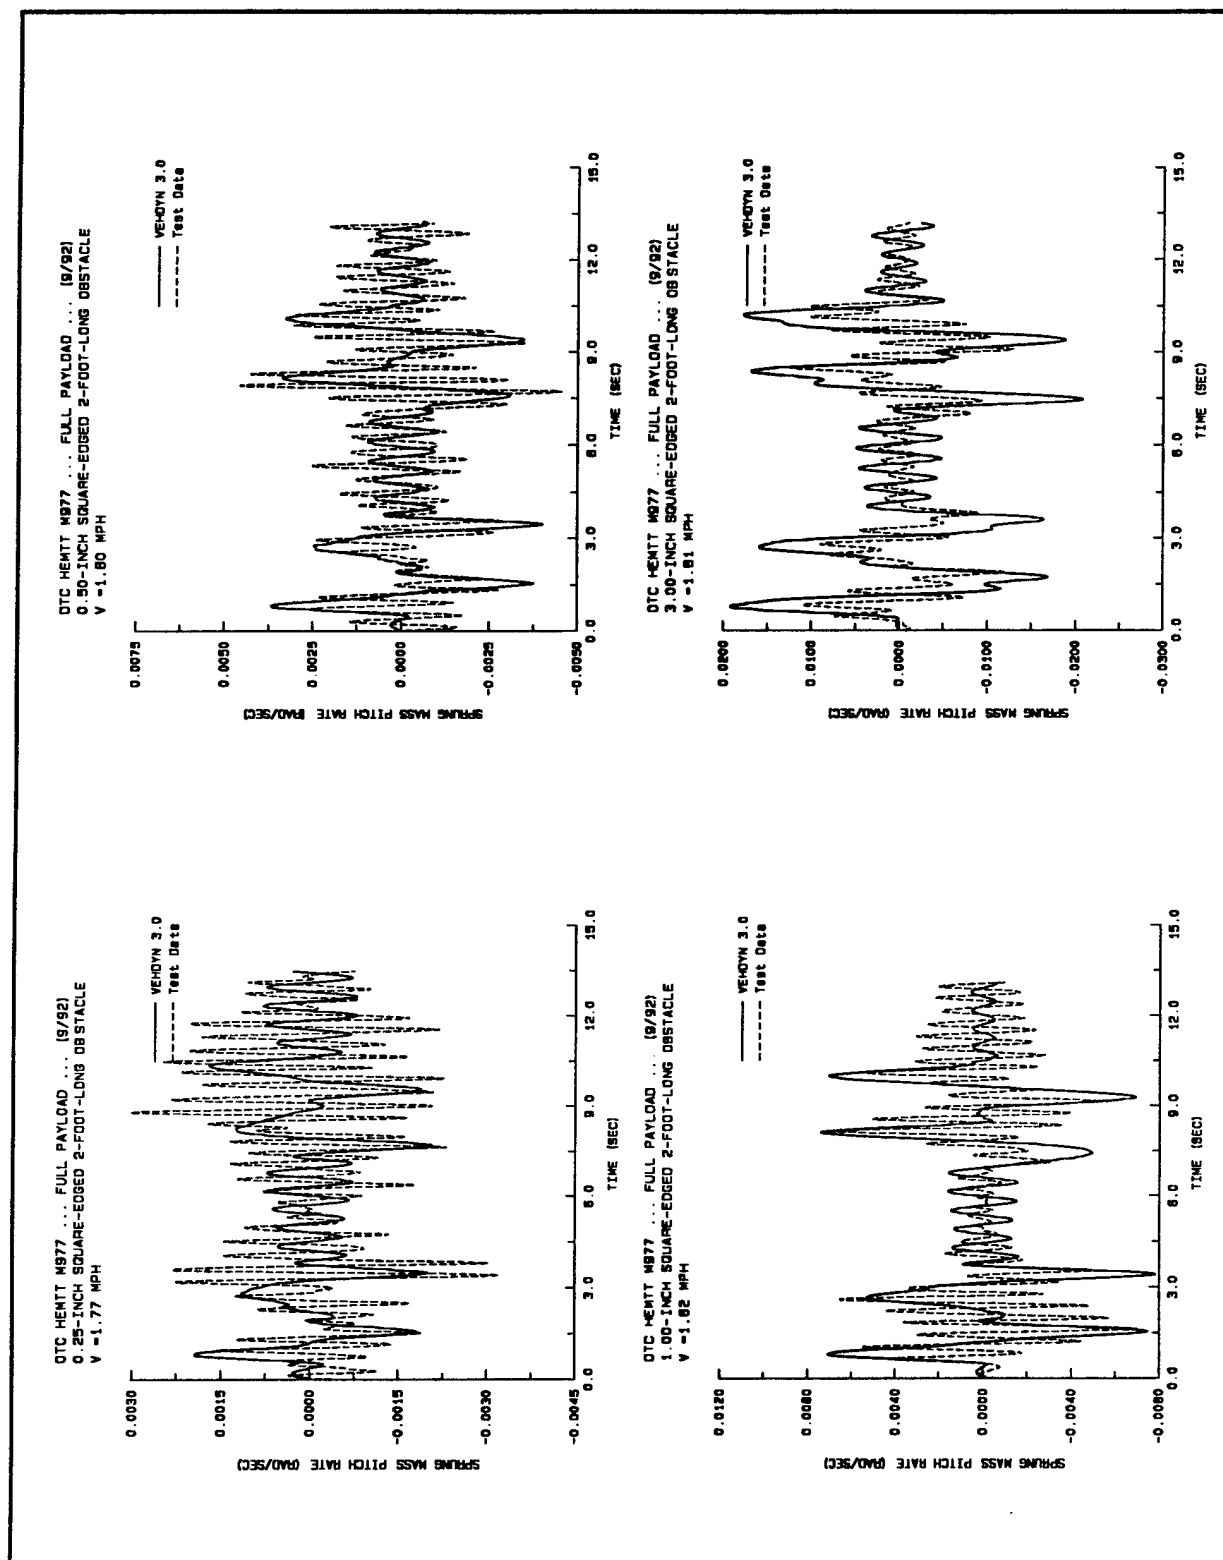 DTC HEMTT M977 ... FULL PAYLOAD ... (9/92)
0.25-INCH SQUARE-EDGED 2-FOOT-LONG OBSTACLE
V =1.77 MPH
VEHDYN 3.0
Test Data
0.0030
0.0015
0.0000
-0.0015
-0.0030
-0.0045
SPRUNG MASS PITCH RATE (RAD/SEC)
0.0 3.0 6.0 9.0 12.0 15.0
TIME (SEC)
DTC HEMTT M977 ... FULL PAYLOAD ... (9/92)
0.50-INCH SQUARE-EDGED 2-FOOT-LONG OBSTACLE
V =1.80 MPH
VEHDYN 3.0
Test Data
0.0075
0.0050
0.0025
0.0000
-0.0025
-0.0050
SPRUNG MASS PITCH RATE (RAD/SEC)
0.0 3.0 6.0 9.0 12.0 15.0
TIME (SEC)
DTC HEMTT M977 ... FULL PAYLOAD ... (9/92)
1.00-INCH SQUARE-EDGED 2-FOOT-LONG OBSTACLE
V =1.82 MPH
VEHDYN 3.0
Test Data
0.0120
0.0080
0.0040
0.0000
-0.0040
-0.0080
SPRUNG MASS PITCH RATE (RAD/SEC)
0.0 3.0 6.0 9.0 12.0 15.0
TIME (SEC)
DTC HEMTT M977 ... FULL PAYLOAD ... (9/92)
3.00-INCH SQUARE-EDGED 2-FOOT-LONG OBSTACLE
V =1.81 MPH
VEHDYN 3.0
Test Data
0.0200
0.0100
0.0000
-0.0100
-0.0200
-0.0300
SPRUNG MASS PITCH RATE (RAD/SEC)
0.0 3.0 6.0 9.0 12.0 15.0
TIME (SEC)